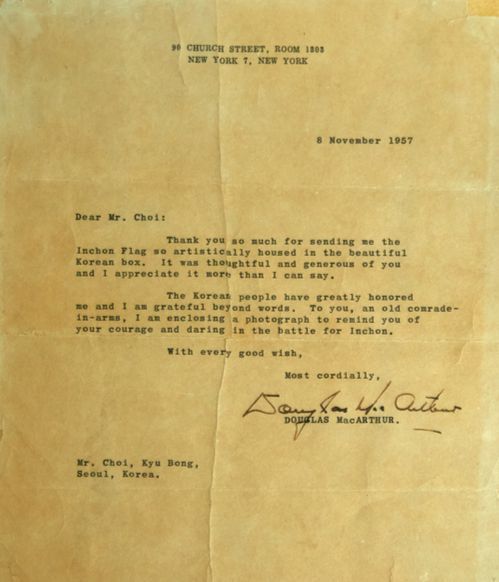 90 CHURCH STREET, ROOM 1303
NEW YORK 7, NEW YORK
8 November 1957
Dear Mr. Choi:
Thank you so much for sending me the
Inchon Flag so artistically housed in the beautiful
Korean box. It was thoughtful and generous of you
and I appreciate it more than I can say.
The Korean people have greatly honored
me and I am grateful beyond words. To you, an old comrade-
in-arms, I am enclosing a photograph to remind you of
your courage and daring in the battle for Inchon.
With every good wish,
Most cordially,
Douglas MacArthur
DOUGLAS MacARTHUR.
Mr. Choi, Kyu Bong,
Seoul, Korea.